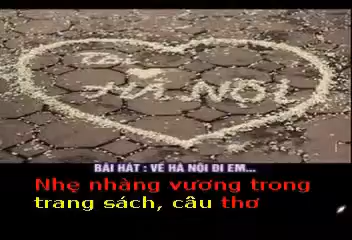 HÀ NỘI
BÀI HÁT : VỀ HÀ NỘI ĐI EM...
Nhẹ nhàng vương trong
trang sách, câu thơ